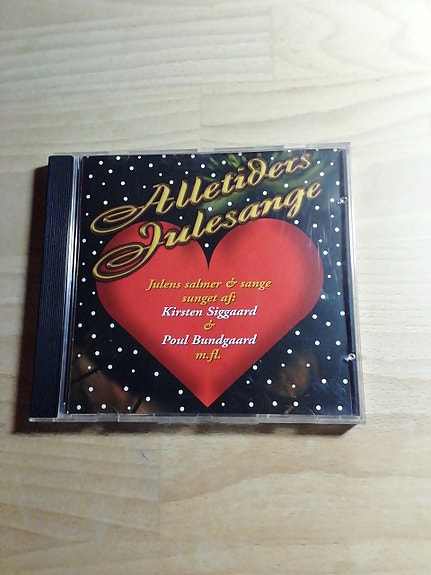 Alletiders
Julesange
Julens salmer & sange
sunget af:
Kirsten Siggaard
&
Poul Bundgaard
m.fl.